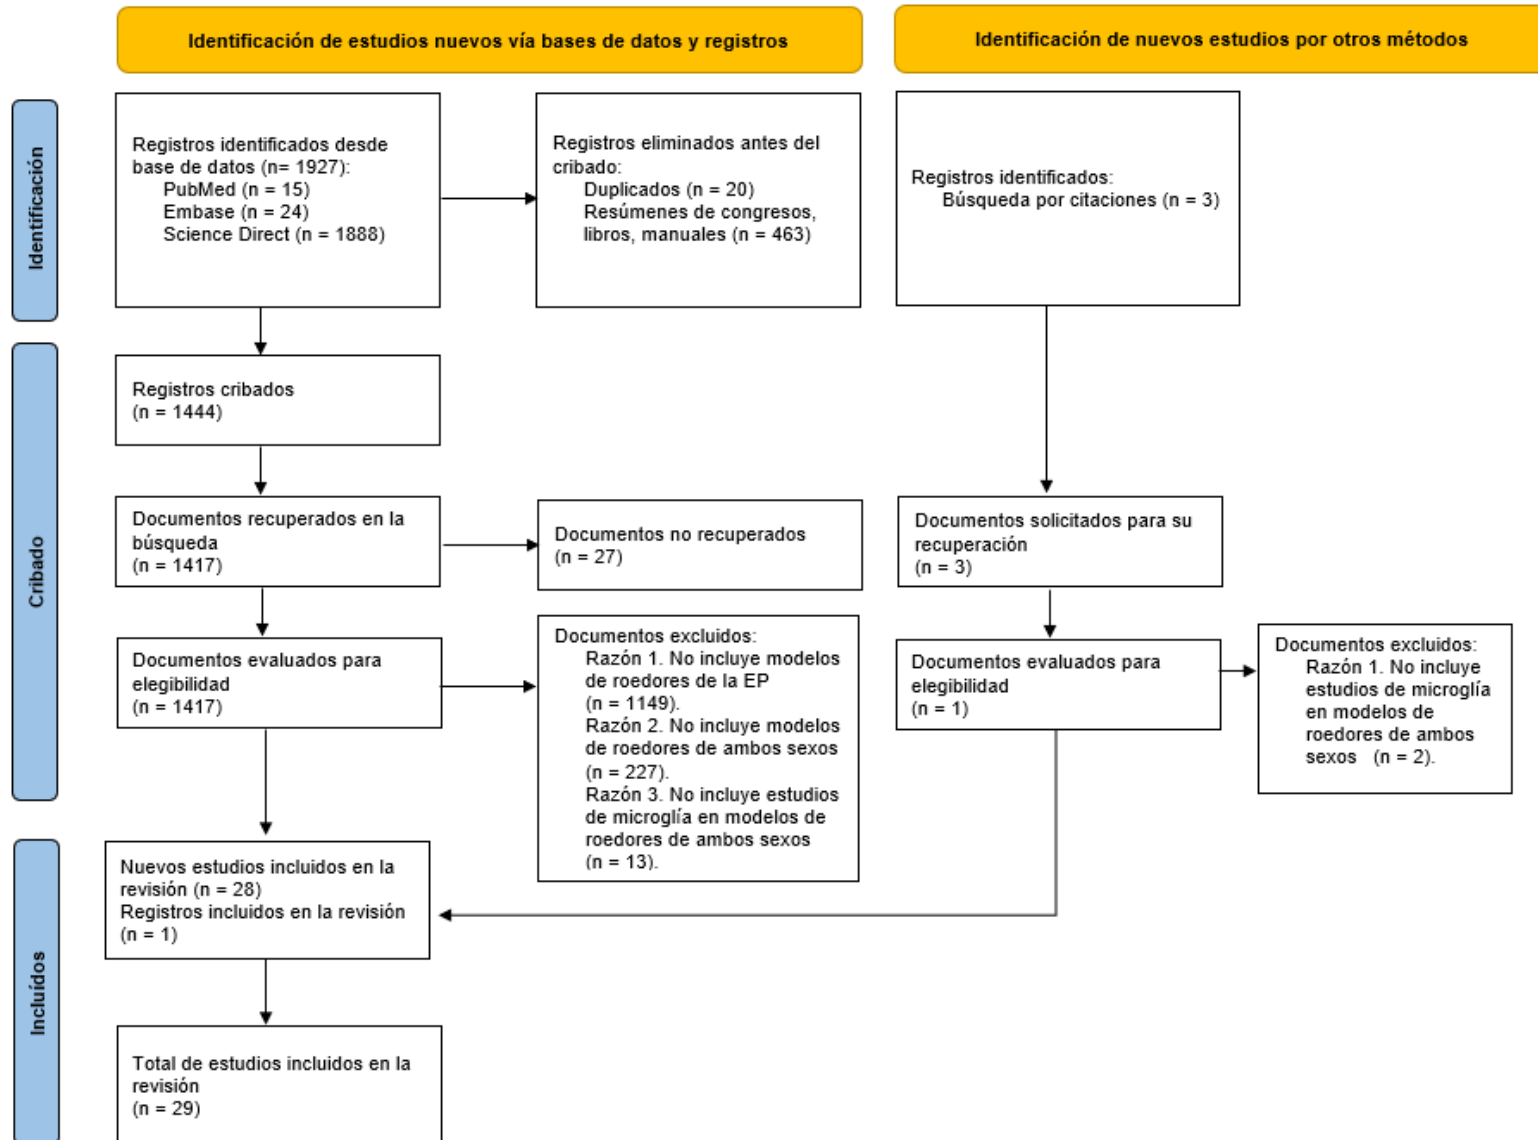 Identificación de estudios nuevos vía bases de datos y registros
Identificación de nuevos estudios por otros métodos
Identificación
Registros identificados desde
base de datos (n= 1927):
PubMed (n = 15)
Embase (n = 24)
Science Direct (n = 1888)
Registros eliminados antes del
cribado:
Duplicados (n = 20)
Resúmenes de congresos,
libros, manuales (n = 463)
Registros identificados:
Búsqueda por citaciones (n = 3)
Cribado
Registros cribados
(n = 1444)
Documentos recuperados en la
búsqueda
(n = 1417)
Documentos no recuperados
(n = 27)
Documentos solicitados para su
recuperación
(n = 3)
Documentos evaluados para
elegibilidad
(n = 1417)
Documentos excluidos:
Razón 1. No incluye modelos
de roedores de la EP
(n = 1149).
Razón 2. No incluye modelos
de roedores de ambos sexos
(n = 227).
Razón 3. No incluye estudios
de microglía en modelos de
roedores de ambos sexos
(n = 13).
Documentos evaluados para
elegibilidad
(n = 1)
Documentos excluidos:
Razón 1. No incluye
estudios de microglía
en modelos de
roedores de ambos
sexos (n = 2).
Incluídos
Nuevos estudios incluidos en la
revisión (n = 28)
Registros incluidos en la revisión
(n = 1)
Total de estudios incluidos en la
revisión
(n = 29)